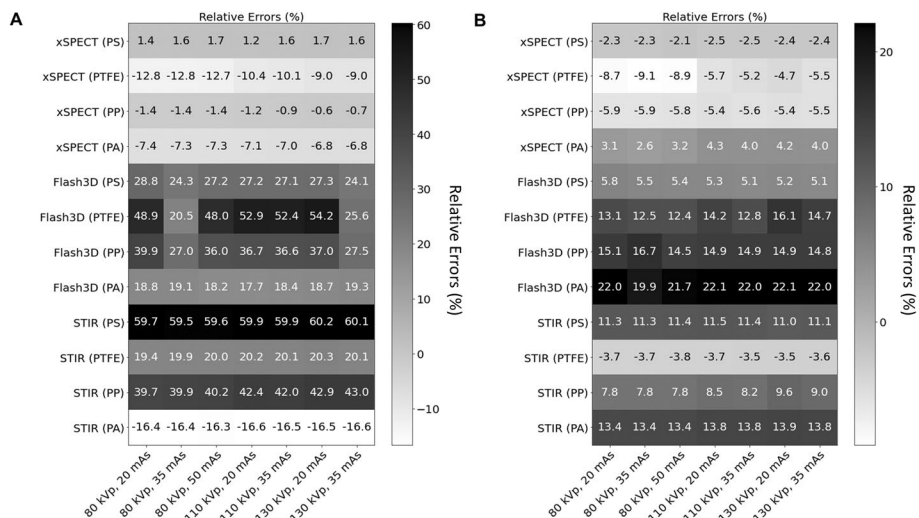 A
Relative Errors (%)
xSPECT (PS) 1.4 1.6 1.7 1.2 1.6 1.7 1.6
xSPECT (PTFE) -12.8 -12.8 -12.7 -10.4 -10.1 -9.0 -9.0
xSPECT (PP) -1.4 -1.4 -1.4 -1.2 -0.9 -0.6 -0.7
xSPECT (PA) -7.4 -7.3 -7.3 -7.1 -7.0 -6.8 -6.8
Flash3D (PS) 28.8 24.3 27.2 27.2 27.1 27.3 24.1
Flash3D (PTFE) 48.9 20.5 48.0 52.9 52.4 54.2 25.6
Flash3D (PP) 39.9 27.0 36.0 36.7 36.6 37.0 27.5
Flash3D (PA) 18.8 19.1 18.2 17.7 18.4 18.7 19.3
STIR (PS) 59.7 59.5 59.6 59.9 59.9 60.2 60.1
STIR (PTFE) 19.4 19.9 20.0 20.2 20.1 20.3 20.1
STIR (PP) 39.7 39.9 40.2 42.4 42.0 42.9 43.0
STIR (PA) -16.4 -16.4 -16.3 -16.6 -16.5 -16.5 -16.6
80 kVp, 20 mAs
80 kVp, 35 mAs
80 kVp, 50 mAs
110 kVp, 20 mAs
110 kVp, 35 mAs
130 kVp, 20 mAs
130 kVp, 35 mAs
60
50
40
30
20
10
0
−10
Relative Errors (%)
B
Relative Errors (%)
xSPECT (PS) -2.3 -2.3 -2.1 -2.5 -2.5 -2.4 -2.4
xSPECT (PTFE) -8.7 -9.1 -8.9 -5.7 -5.2 -4.7 -5.5
xSPECT (PP) -5.9 -5.9 -5.8 -5.4 -5.6 -5.4 -5.5
xSPECT (PA) 3.1 2.6 3.2 4.3 4.0 4.2 4.0
Flash3D (PS) 5.8 5.5 5.4 5.3 5.1 5.2 5.1
Flash3D (PTFE) 13.1 12.5 12.4 14.2 12.8 16.1 14.7
Flash3D (PP) 15.1 16.7 14.5 14.9 14.9 14.9 14.8
Flash3D (PA) 22.0 19.9 21.7 22.1 22.0 22.1 22.0
STIR (PS) 11.3 11.3 11.4 11.5 11.4 11.0 11.1
STIR (PTFE) -3.7 -3.7 -3.8 -3.7 -3.5 -3.5 -3.6
STIR (PP) 7.8 7.8 7.8 8.5 8.2 9.6 9.0
STIR (PA) 13.4 13.4 13.4 13.8 13.8 13.9 13.8
80 kVp, 20 mAs
80 kVp, 35 mAs
80 kVp, 50 mAs
110 kVp, 20 mAs
110 kVp, 35 mAs
130 kVp, 20 mAs
130 kVp, 35 mAs
20
10
0
Relative Errors (%)